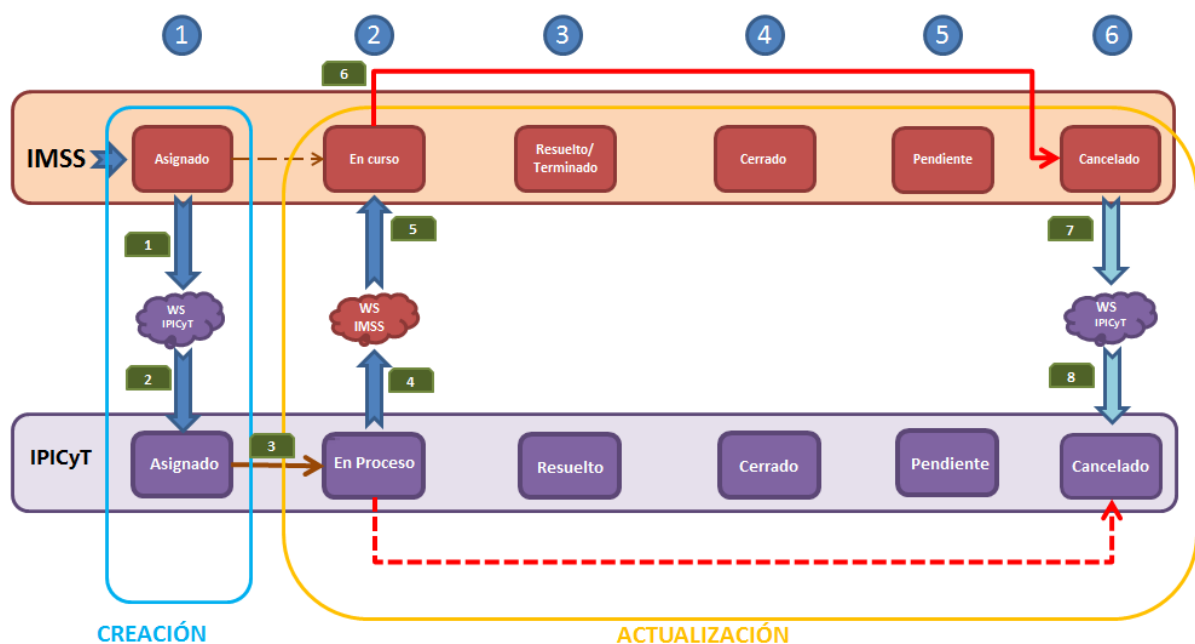 1
2
3
4
5
6
6
IMSS
Asignado
En curso
Resuelto/
Terminado
Cerrado
Pendiente
Cancelado
1
5
7
WS
IPICyT
WS
IMSS
WS
IPICyT
2
4
8
IPICyT
Asignado
3
En Proceso
Resuelto
Cerrado
Pendiente
Cancelado
CREACIÓN
ACTUALIZACIÓN